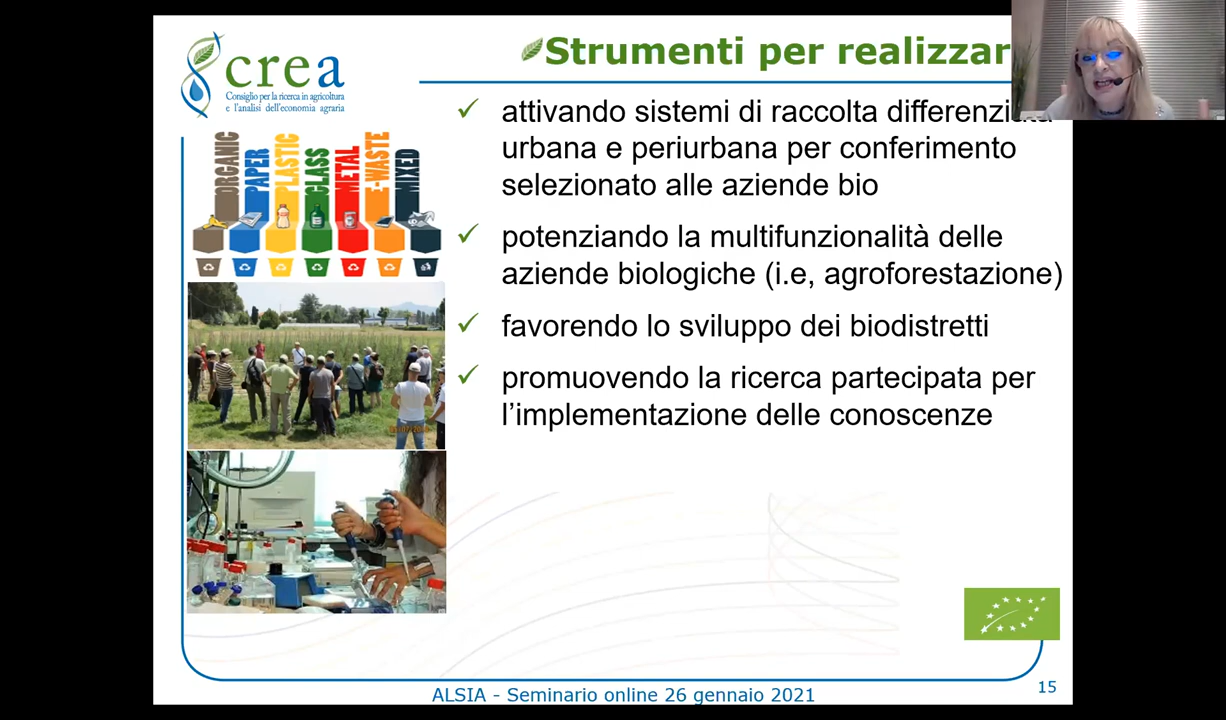 crea
Consiglio per la ricerca in agricoltura
e l'analisi dell'economia agraria
Strumenti per realizzar
ORGANIC
PAPER
PLASTIC
GLASS
METAL
E-WASTE
MIXED
✓ attivando sistemi di raccolta differenziata
urbana e periurbana per conferimento
selezionato alle aziende bio
✓ potenziando la multifunzionalità delle
aziende biologiche (i.e, agroforestazione)
✓ favorendo lo sviluppo dei biodistretti
✓ promuovendo la ricerca partecipata per
l’implementazione delle conoscenze
ALSIA - Seminario online 26 gennaio 2021
15